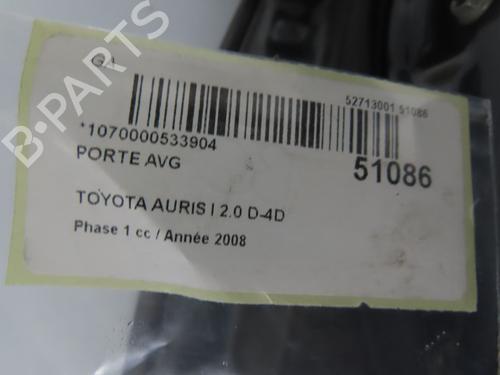 G-I
52713001 51086
*1070000533904
PORTE AVG
51086
TOYOTA AURIS I 2.0 D-4D
Phase 1 cc / Année 2008
B-PARTS